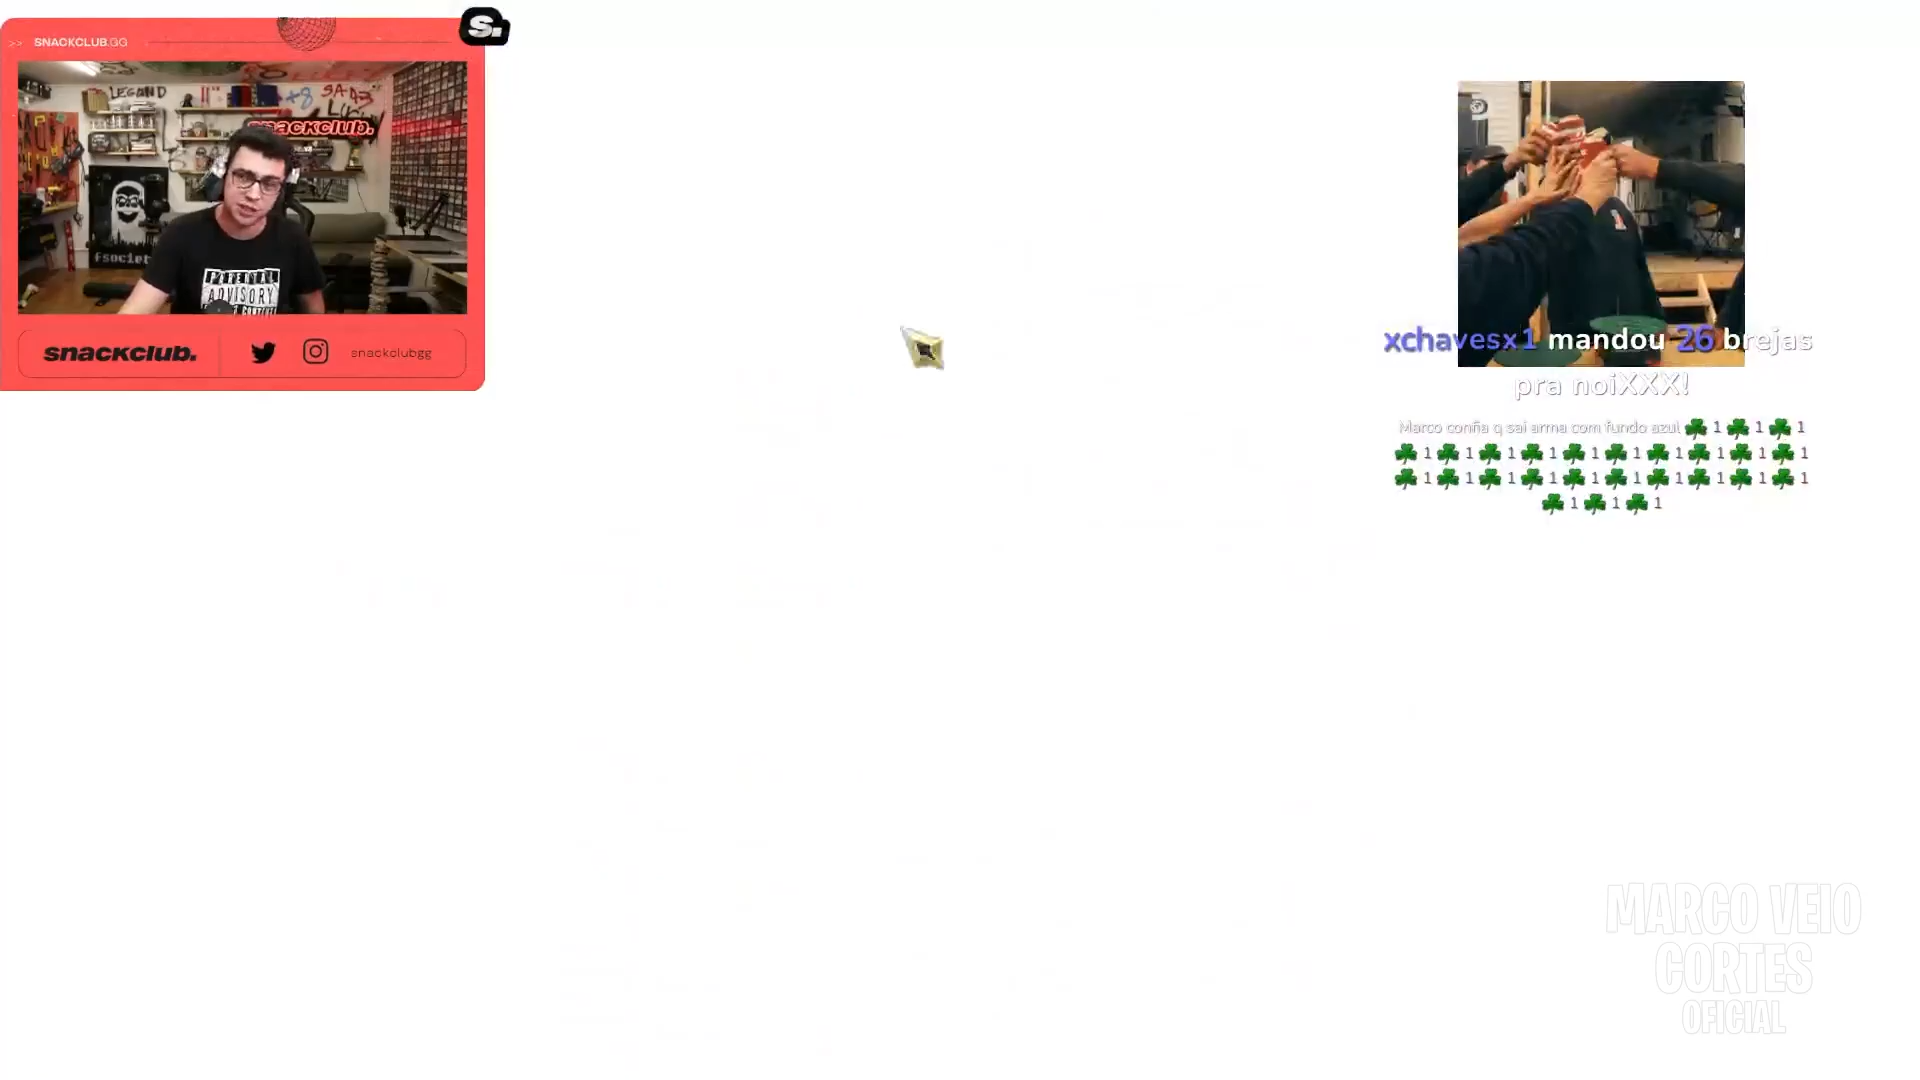 >> SNACKCLUB.GG
S.
LEGAND
snackclub.
fsociet
PARENTAL
ADVISORY
snackclub.
snackclubgg
xchavesx1 mandou 26 brejas
pra noiXXX!
Marco confia q sai arma com fundo azul ☘ 1 ☘ 1 ☘ 1
☘ 1 ☘ 1 ☘ 1 ☘ 1 ☘ 1 ☘ 1 ☘ 1 ☘ 1 ☘ 1 ☘ 1
☘ 1 ☘ 1 ☘ 1 ☘ 1 ☘ 1 ☘ 1 ☘ 1 ☘ 1 ☘ 1 ☘ 1
☘ 1 ☘ 1 ☘ 1
MARCO VEIO
CORTES
OFICIAL